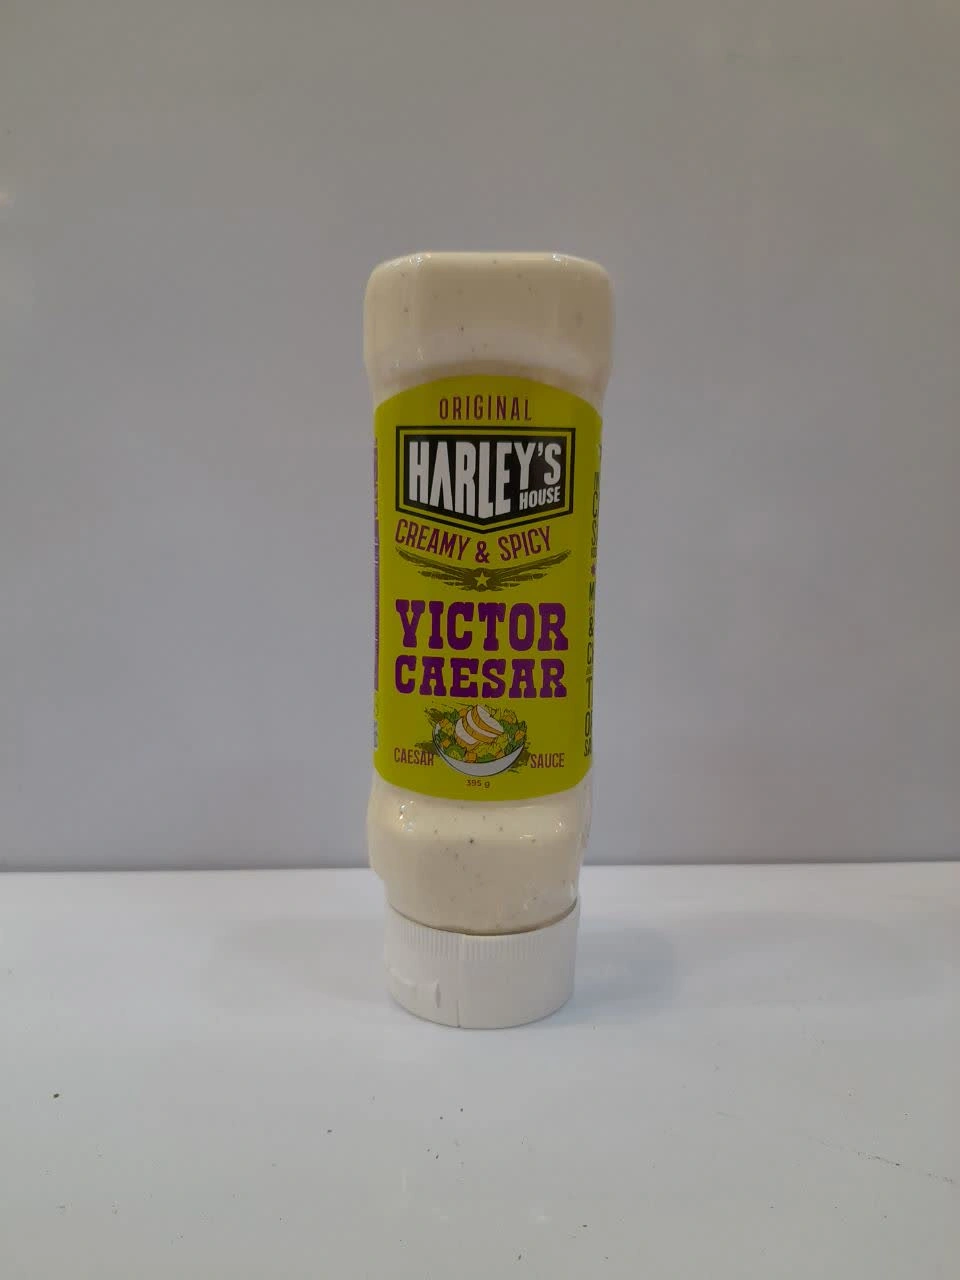 ORIGINAL
HARLEY'S
HOUSE
CREAMY & SPICY
VICTOR
CAESAR
CAESAR SAUCE
395 g